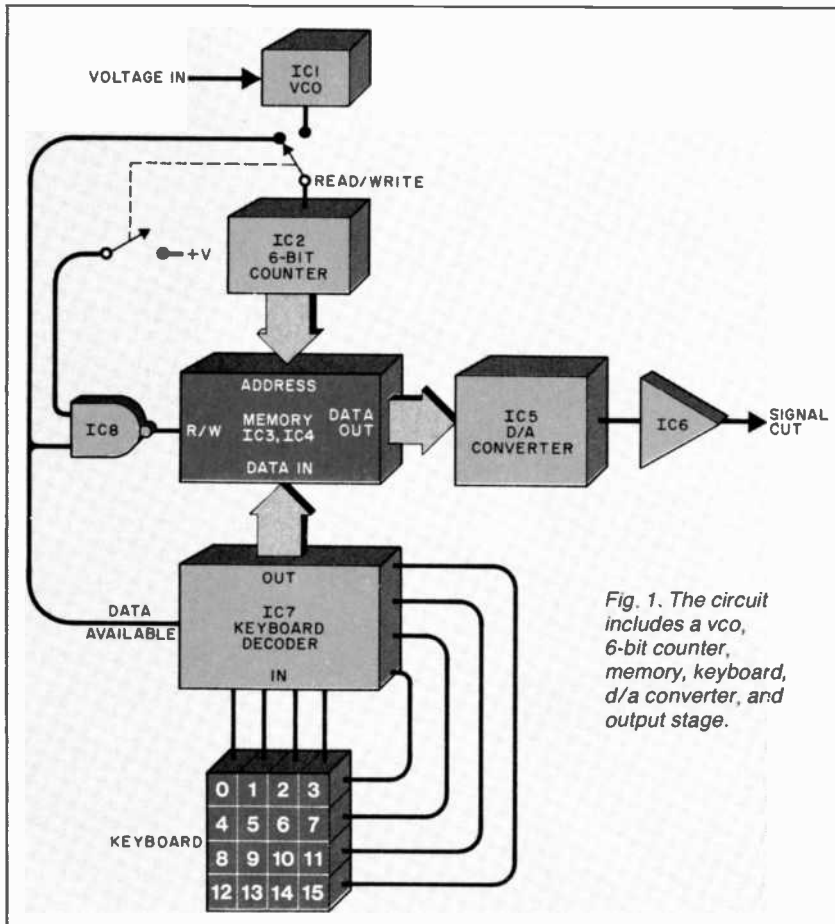 VOLTAGE IN
IC1
VCO
READ/WRITE
IC2
6-BIT
COUNTER
+V
ADDRESS
IC8
R/W
MEMORY
IC3, IC4
DATA
OUT
DATA IN
IC5
D/A
CONVERTER
IC6
SIGNAL
CUT
OUT
DATA
AVAILABLE
IC7
KEYBOARD
DECODER
IN
Fig. 1. The circuit
includes a vco,
6-bit counter,
memory, keyboard,
d/a converter, and
output stage.
KEYBOARD
0 1 2 3
4 5 6 7
8 9 10 11
12 13 14 15